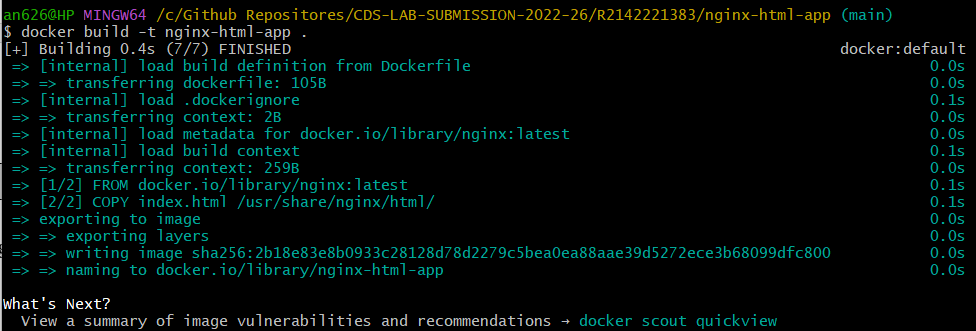 an626@HP MINGW64 /c/Github Repositores/CDS-LAB-SUBMISSION-2022-26/R2142221383/nginx-html-app (main)
$ docker build -t nginx-html-app .
[+] Building 0.4s (7/7) FINISHED docker:default
=> [internal] load build definition from Dockerfile 0.0s
=> => transferring dockerfile: 105B 0.0s
=> [internal] load .dockerignore 0.1s
=> => transferring context: 2B 0.0s
=> [internal] load metadata for docker.io/library/nginx:latest 0.0s
=> [internal] load build context 0.1s
=> => transferring context: 259B 0.0s
=> [1/2] FROM docker.io/library/nginx:latest 0.1s
=> [2/2] COPY index.html /usr/share/nginx/html/ 0.1s
=> exporting to image 0.0s
=> => exporting layers 0.0s
=> => writing image sha256:2b18e83e8b0933c28128d78d2279c5bea0ea88aae39d5272ece3b68099dfc800 0.0s
=> => naming to docker.io/library/nginx-html-app 0.0s
What's Next?
View a summary of image vulnerabilities and recommendations → docker scout quickview